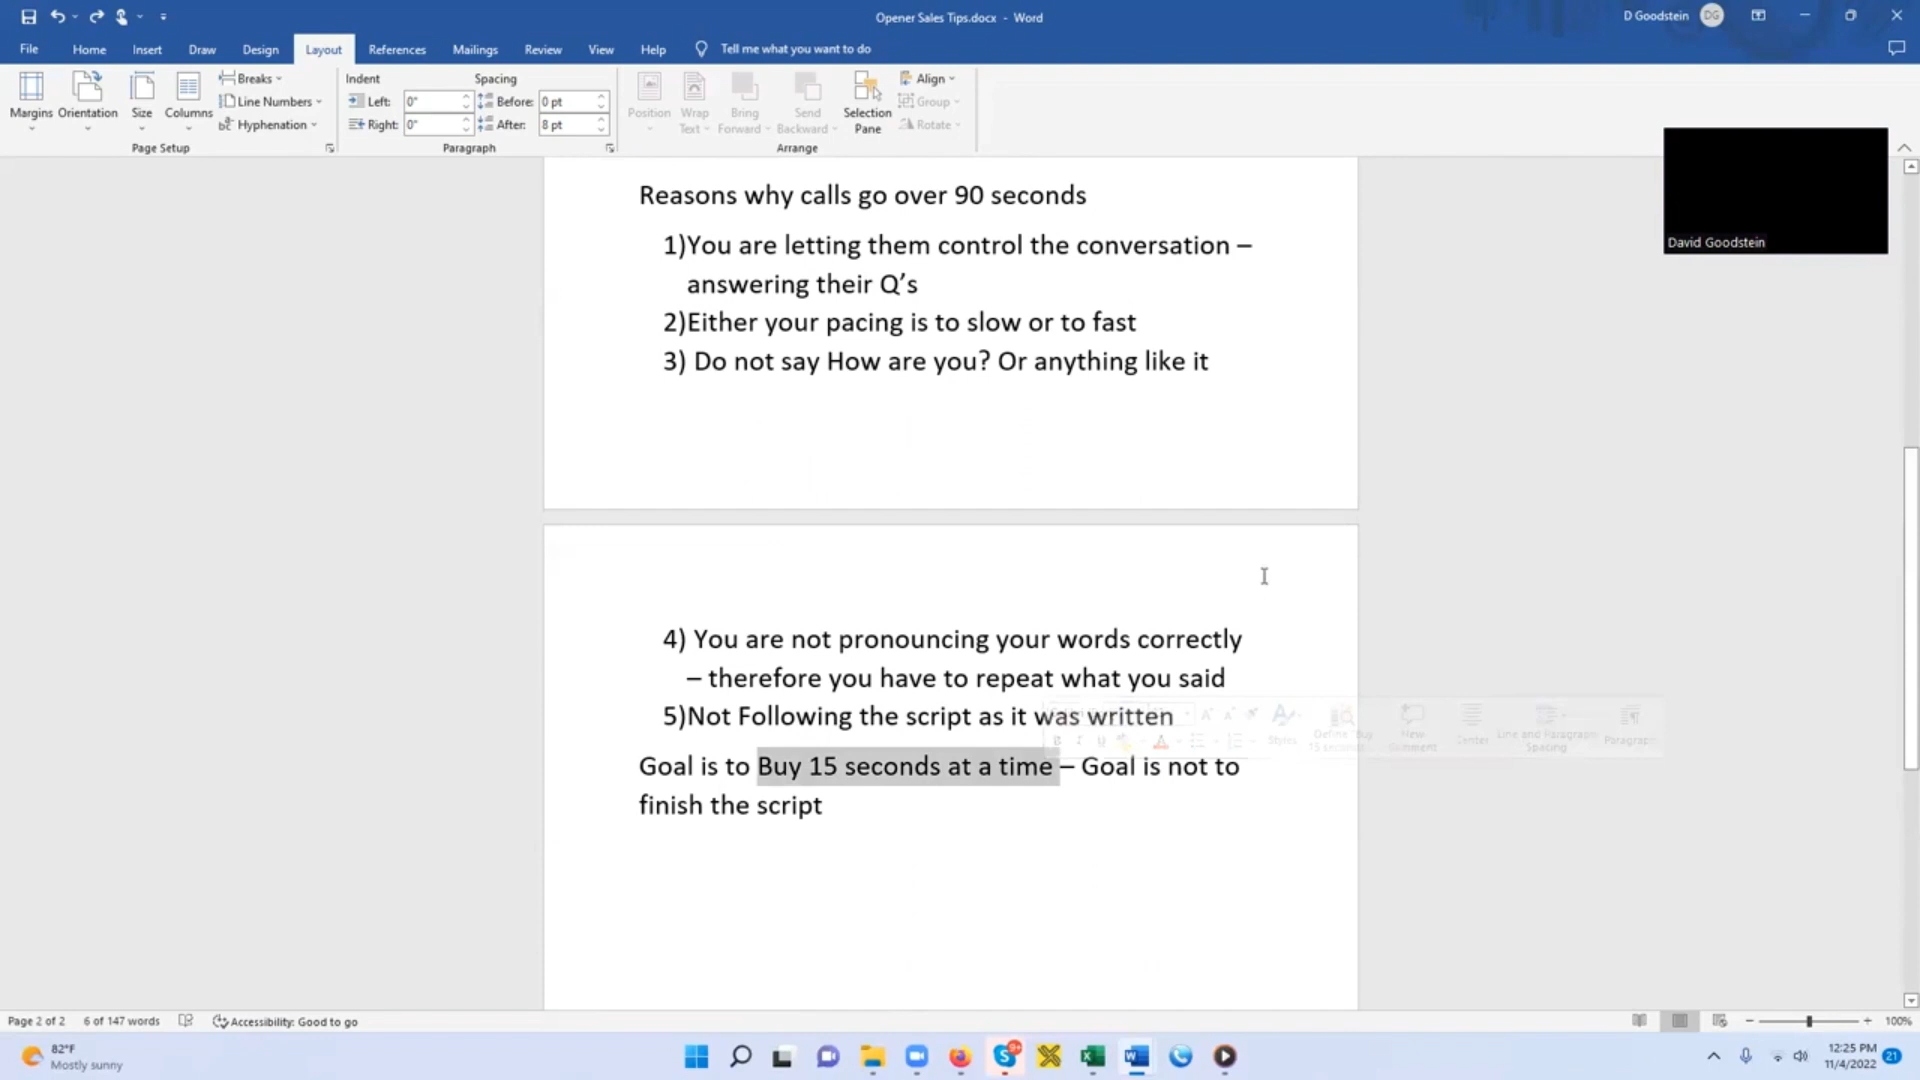 Opener Sales Tips.docx - Word
D Goodstein
DG
File Home Insert Draw Design Layout References Mailings Review View Help Tell me what you want to do
Margins
Orientation
Size
Columns
Breaks
Line Numbers
Hyphenation
Page Setup
Indent
Left: 0"
Right: 0"
Spacing
Before: 0 pt
After: 8 pt
Paragraph
Position
Wrap
Text
Bring
Forward
Send
Backward
Selection
Pane
Align
Group
Rotate
Arrange
David Goodstein
Reasons why calls go over 90 seconds
1)You are letting them control the conversation –
answering their Q’s
2)Either your pacing is to slow or to fast
3) Do not say How are you? Or anything like it
4) You are not pronouncing your words correctly
– therefore you have to repeat what you said
5)Not Following the script as it was written
Goal is to Buy 15 seconds at a time – Goal is not to
finish the script
Styles
Define "Buy
15 seconds
New
Comment
Center
Line and Paragraph
Spacing
Paragraph
Page 2 of 2 6 of 147 words Accessibility: Good to go
100%
82°F
Mostly sunny
9+
12:25 PM
11/4/2022
21